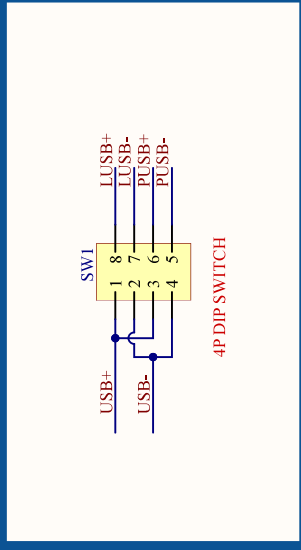 LUSB+
LUSB-
PUSB+
PUSB-
SW1
8
7
6
5
1
2
3
4
4P DIP SWITCH
USB+
USB-